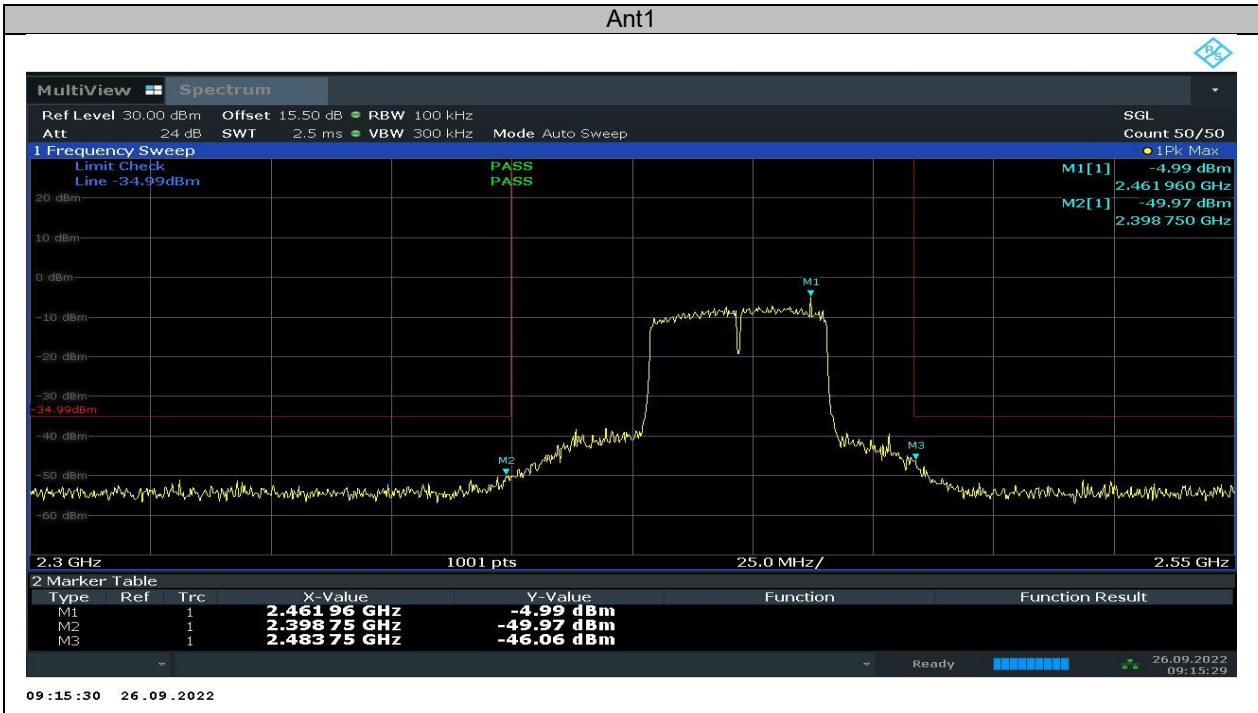 Ant1
R&S
MultiView Spectrum
Ref Level 30.00 dBm Offset 15.50 dB RBW 100 kHz SGL
Att 24 dB SWT 2.5 ms VBW 300 kHz Mode Auto Sweep Count 50/50
1 Frequency Sweep 1Pk Max
Limit Check PASS M1[1] -4.99 dBm
Line -34.99dBm PASS 2.461 960 GHz
20 dBm M2[1] -49.97 dBm
2.398 750 GHz
10 dBm
0 dBm
M1
-10 dBm
-20 dBm
-30 dBm
-34.99dBm
-40 dBm
M3
M2
-50 dBm
-60 dBm
2.3 GHz 1001 pts 25.0 MHz/ 2.55 GHz
2 Marker Table
Type Ref Trc X-Value Y-Value Function Function Result
M1 1 2.461 96 GHz -4.99 dBm
M2 1 2.398 75 GHz -49.97 dBm
M3 1 2.483 75 GHz -46.06 dBm
Ready 26.09.2022
09:15:29
09:15:30 26.09.2022